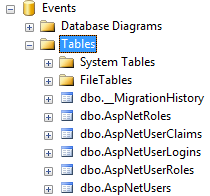 Events
Database Diagrams
Tables
System Tables
FileTables
dbo.__MigrationHistory
dbo.AspNetRoles
dbo.AspNetUserClaims
dbo.AspNetUserLogins
dbo.AspNetUserRoles
dbo.AspNetUsers